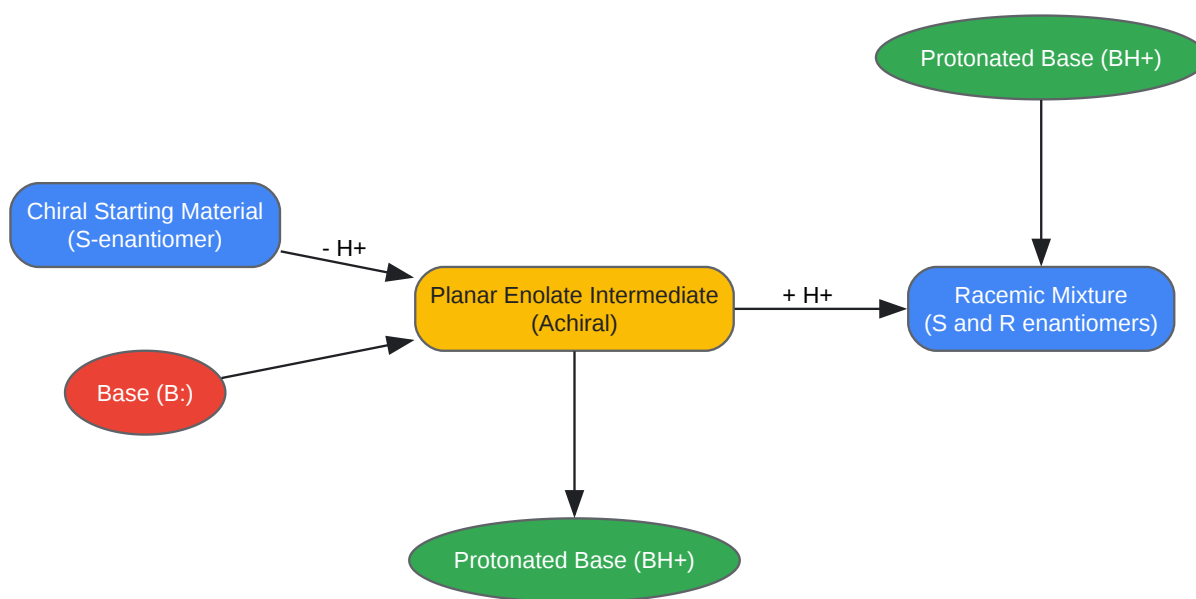 Protonated Base (BH+)
Chiral Starting Material
(S-enantiomer)
- H+
Planar Enolate Intermediate
(Achiral)
+ H+
Racemic Mixture
(S and R enantiomers)
Base (B:)
Protonated Base (BH+)